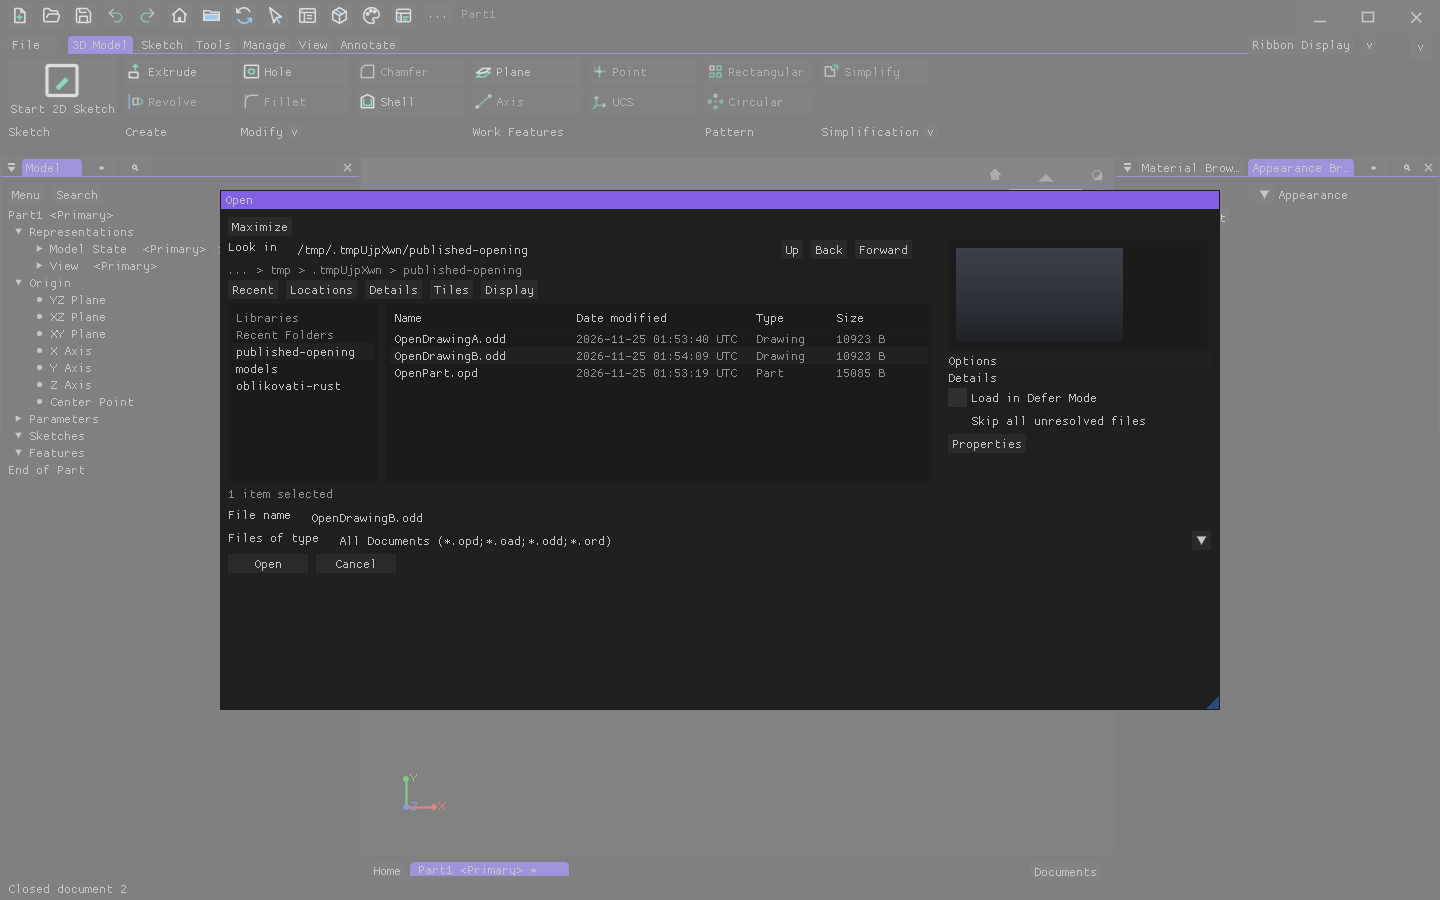 ... Part1
File 3D Model Sketch Tools Manage View Annotate Ribbon Display v v
Extrude Hole Chamfer Plane Point Rectangular Simplify
Start 2D Sketch Revolve Fillet Shell Axis UCS Circular
Sketch Create Modify v Work Features Pattern Simplification v
Model Material Brow… Appearance Br…
Menu Search Appearance
Open
Part1 <Primary>
Representations
Model State <Primary>
View <Primary>
Origin
YZ Plane
XZ Plane
XY Plane
X Axis
Y Axis
Z Axis
Center Point
Parameters
Sketches
Features
End of Part
Maximize
Look in /tmp/.tmpUjpXwn/published-opening Up Back Forward
... > tmp > .tmpUjpXwn > published-opening
Recent Locations Details Tiles Display
Libraries
Recent Folders
published-opening
models
oblikovati-rust
Name Date modified Type Size
OpenDrawingA.odd 2026-11-25 01:53:40 UTC Drawing 10923 B
OpenDrawingB.odd 2026-11-25 01:54:09 UTC Drawing 10923 B
OpenPart.opd 2026-11-25 01:53:19 UTC Part 15085 B
Options
Details
Load in Defer Mode
Skip all unresolved files
Properties
1 item selected
File name OpenDrawingB.odd
Files of type All Documents (*.opd;*.oad;*.odd;*.ord)
Open Cancel
Y
Z X
Home Part1 <Primary> * Documents
Closed document 2